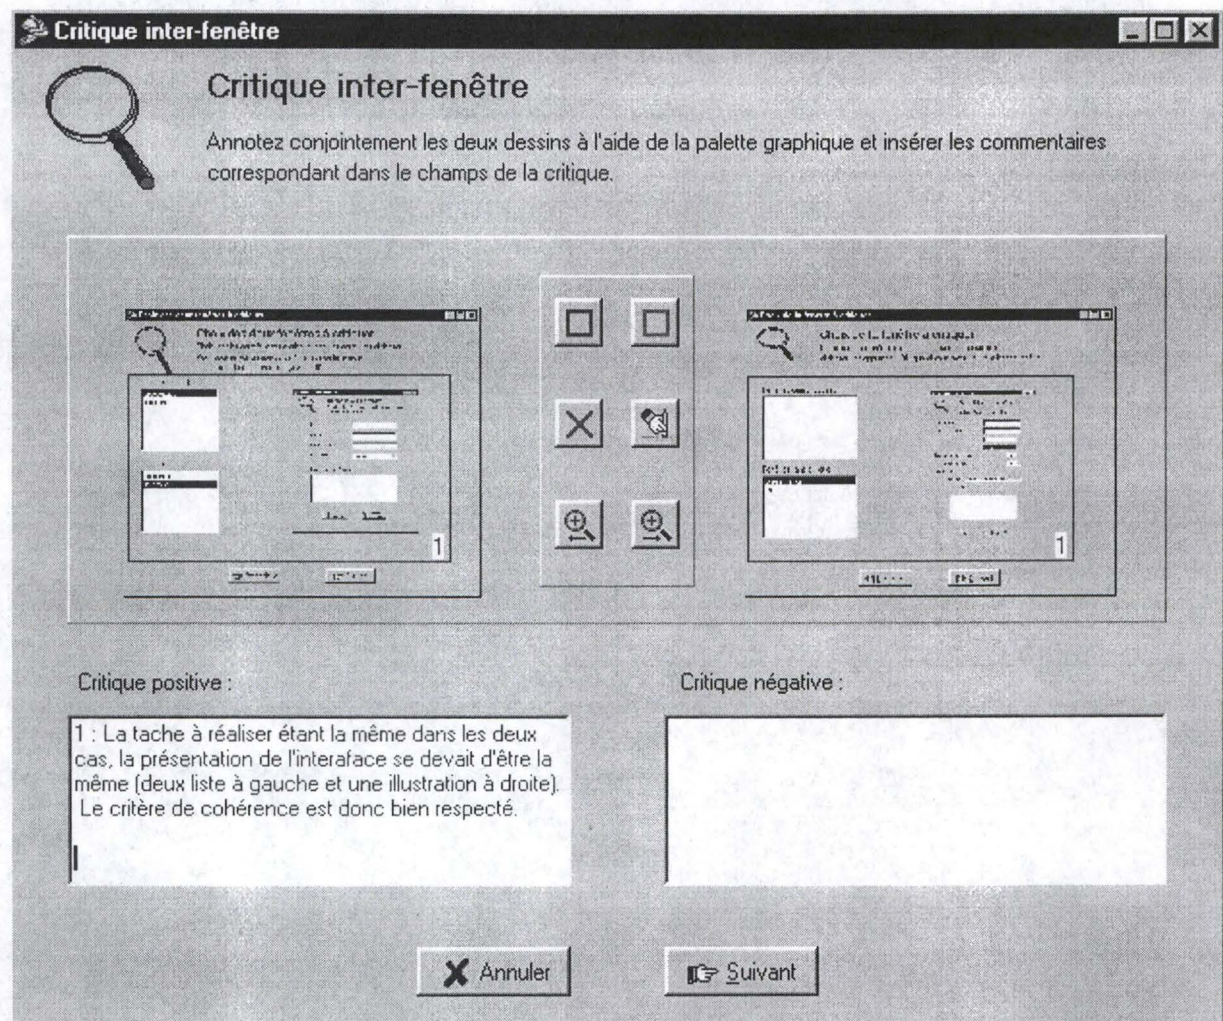 Critique inter-fenêtre
Critique inter-fenêtre
Annotez conjointement les deux dessins à l'aide de la palette graphique et insérer les commentaires
correspondant dans le champs de la critique.
1
1
Critique positive :
Critique négative :
1 : La tache à réaliser étant la même dans les deux
cas, la présentation de l'interaface se devait d'être la
même (deux liste à gauche et une illustration à droite).
Le critère de cohérence est donc bien respecté.
Annuler
Suivant